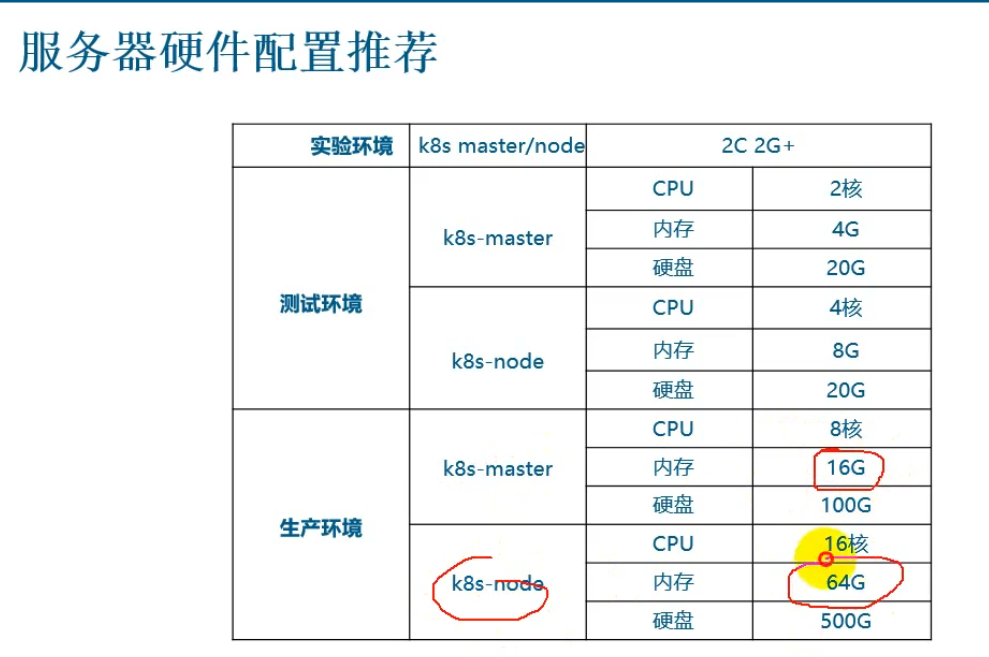 服务器硬件配置推荐
实验环境 k8s master/node 2C 2G+
测试环境 k8s-master CPU 2核
内存 4G
硬盘 20G
k8s-node CPU 4核
内存 8G
硬盘 20G
生产环境 k8s-master CPU 8核
内存 16G
硬盘 100G
k8s-node CPU 16核
内存 64G
硬盘 500G